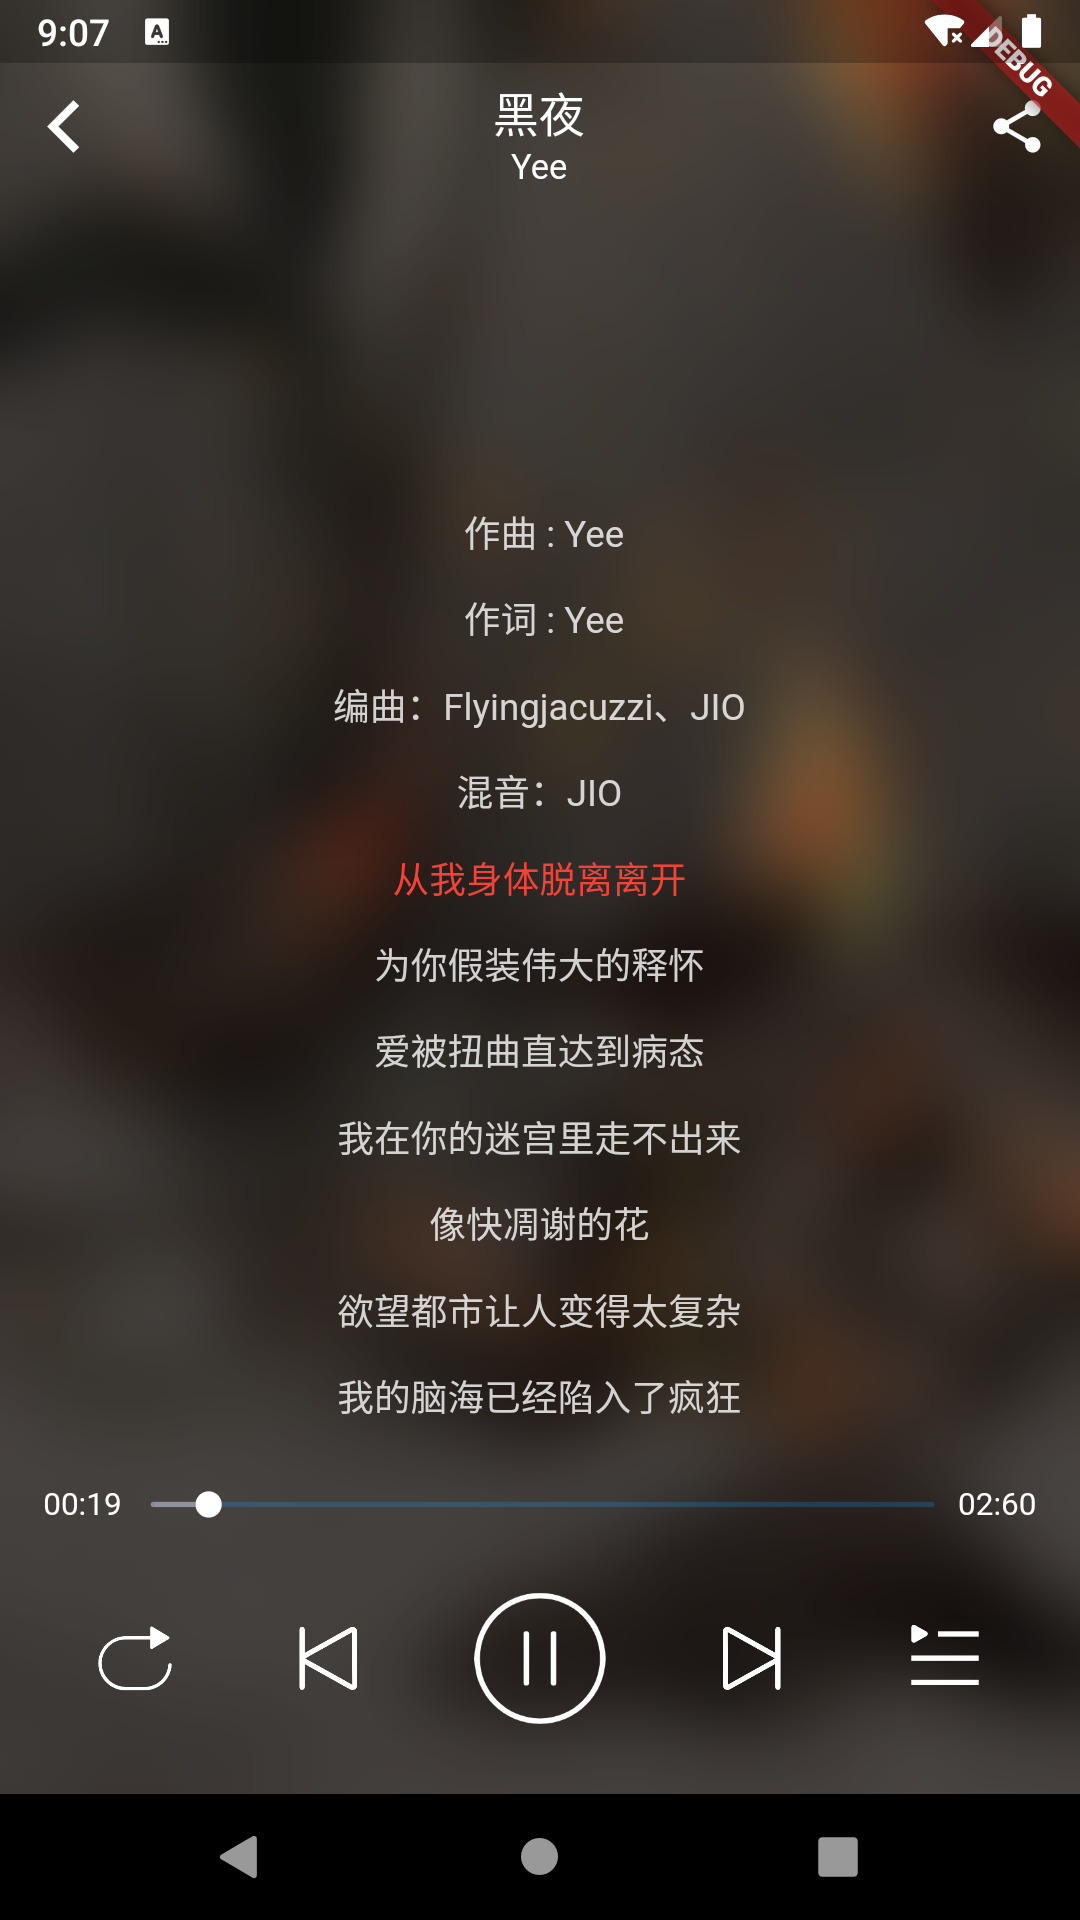 9:07
DEBUG
黑夜
Yee
作曲 : Yee
作词 : Yee
编曲：Flyingjacuzzi、JIO
混音：JIO
从我身体脱离离开
为你假装伟大的释怀
爱被扭曲直达到病态
我在你的迷宫里走不出来
像快凋谢的花
欲望都市让人变得太复杂
我的脑海已经陷入了疯狂
00:19
02:60